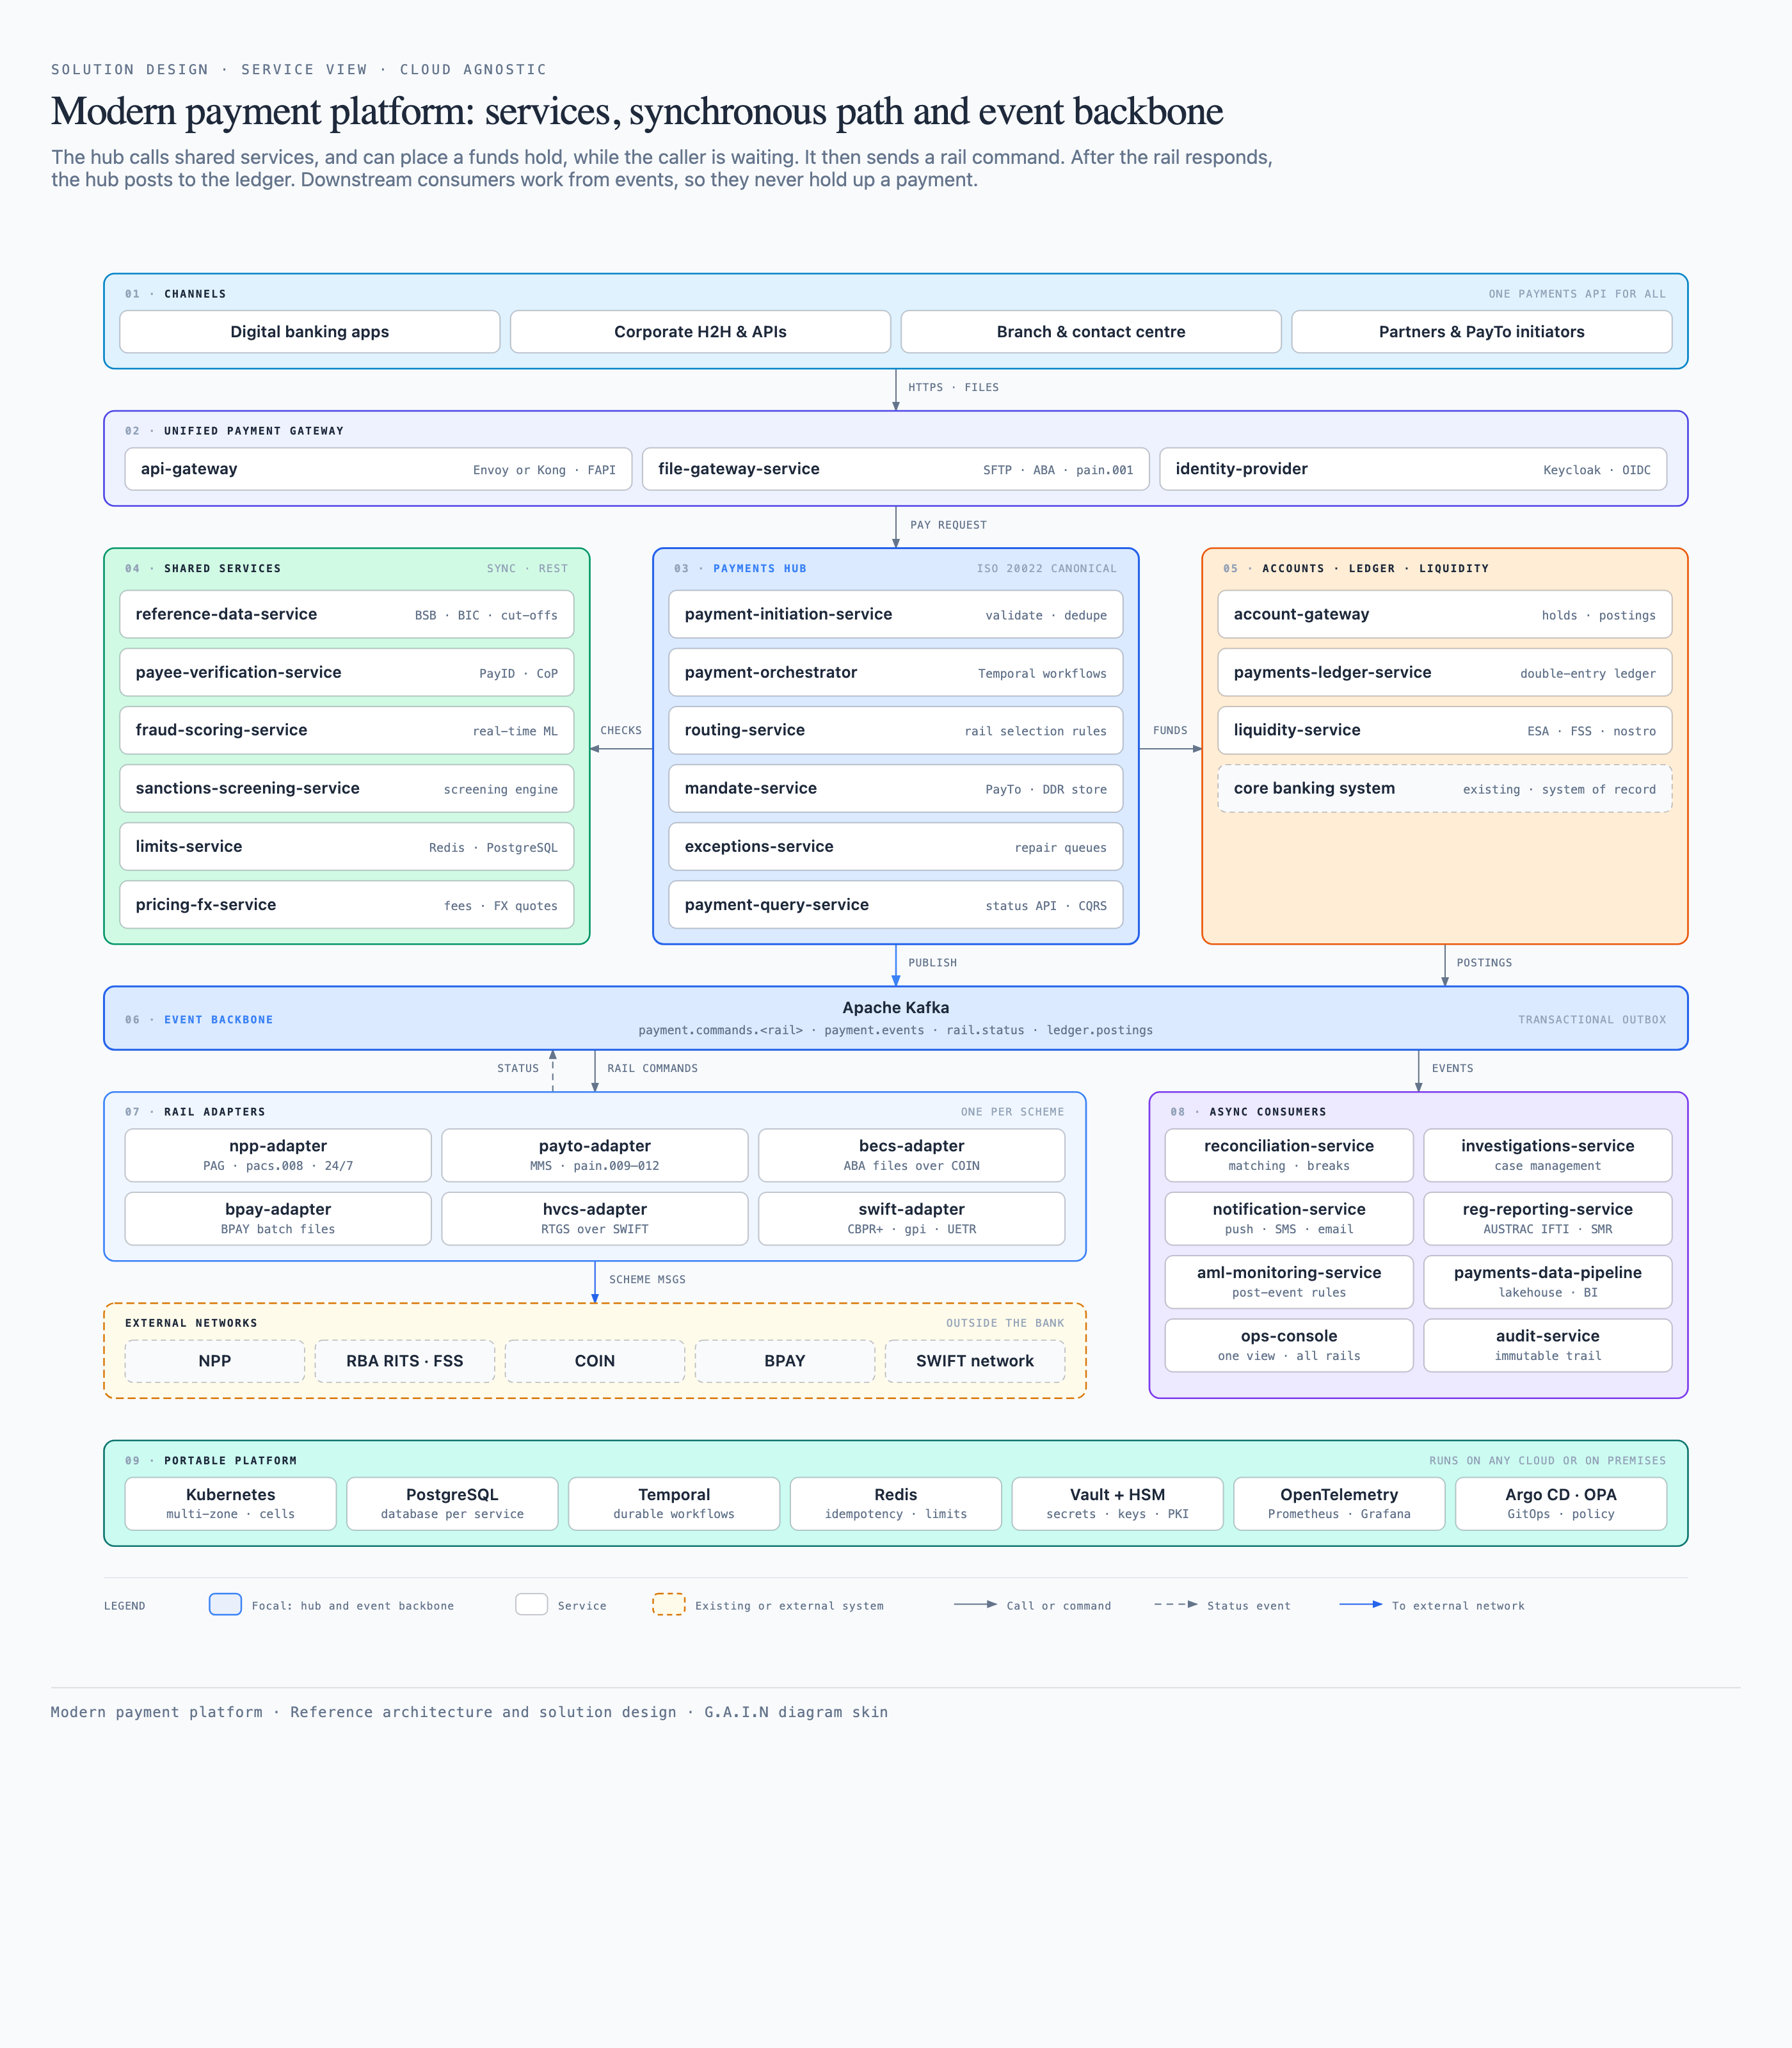 SOLUTION DESIGN · SERVICE VIEW · CLOUD AGNOSTIC
Modern payment platform: services, synchronous path and event backbone
The hub calls shared services, and can place a funds hold, while the caller is waiting. It then sends a rail command. After the rail responds,
the hub posts to the ledger. Downstream consumers work from events, so they never hold up a payment.
01 · CHANNELS
ONE PAYMENTS API FOR ALL
Digital banking apps
Corporate H2H & APIs
Branch & contact centre
Partners & PayTo initiators
HTTPS · FILES
02 · UNIFIED PAYMENT GATEWAY
api-gateway
Envoy or Kong · FAPI
file-gateway-service
SFTP · ABA · pain.001
identity-provider
Keycloak · OIDC
PAY REQUEST
04 · SHARED SERVICES
SYNC · REST
reference-data-service
BSB · BIC · cut-offs
payee-verification-service
PayID · CoP
fraud-scoring-service
real-time ML
sanctions-screening-service
screening engine
limits-service
Redis · PostgreSQL
pricing-fx-service
fees · FX quotes
CHECKS
03 · PAYMENTS HUB
ISO 20022 CANONICAL
payment-initiation-service
validate · dedupe
payment-orchestrator
Temporal workflows
routing-service
rail selection rules
mandate-service
PayTo · DDR store
exceptions-service
repair queues
payment-query-service
status API · CQRS
FUNDS
05 · ACCOUNTS · LEDGER · LIQUIDITY
account-gateway
holds · postings
payments-ledger-service
double-entry ledger
liquidity-service
ESA · FSS · nostro
core banking system
existing · system of record
PUBLISH
POSTINGS
06 · EVENT BACKBONE
Apache Kafka
payment.commands.<rail> · payment.events · rail.status · ledger.postings
TRANSACTIONAL OUTBOX
STATUS
RAIL COMMANDS
EVENTS
07 · RAIL ADAPTERS
ONE PER SCHEME
npp-adapter
PAG · pacs.008 · 24/7
payto-adapter
MMS · pain.009–012
becs-adapter
ABA files over COIN
bpay-adapter
BPAY batch files
hvcs-adapter
RTGS over SWIFT
swift-adapter
CBPR+ · gpi · UETR
SCHEME MSGS
EXTERNAL NETWORKS
OUTSIDE THE BANK
NPP
RBA RITS · FSS
COIN
BPAY
SWIFT network
08 · ASYNC CONSUMERS
reconciliation-service
matching · breaks
investigations-service
case management
notification-service
push · SMS · email
reg-reporting-service
AUSTRAC IFTI · SMR
aml-monitoring-service
post-event rules
payments-data-pipeline
lakehouse · BI
ops-console
one view · all rails
audit-service
immutable trail
09 · PORTABLE PLATFORM
RUNS ON ANY CLOUD OR ON PREMISES
Kubernetes
multi-zone · cells
PostgreSQL
database per service
Temporal
durable workflows
Redis
idempotency · limits
Vault + HSM
secrets · keys · PKI
OpenTelemetry
Prometheus · Grafana
Argo CD · OPA
GitOps · policy
LEGEND
Focal: hub and event backbone
Service
Existing or external system
Call or command
Status event
To external network
Modern payment platform · Reference architecture and solution design · G.A.I.N diagram skin